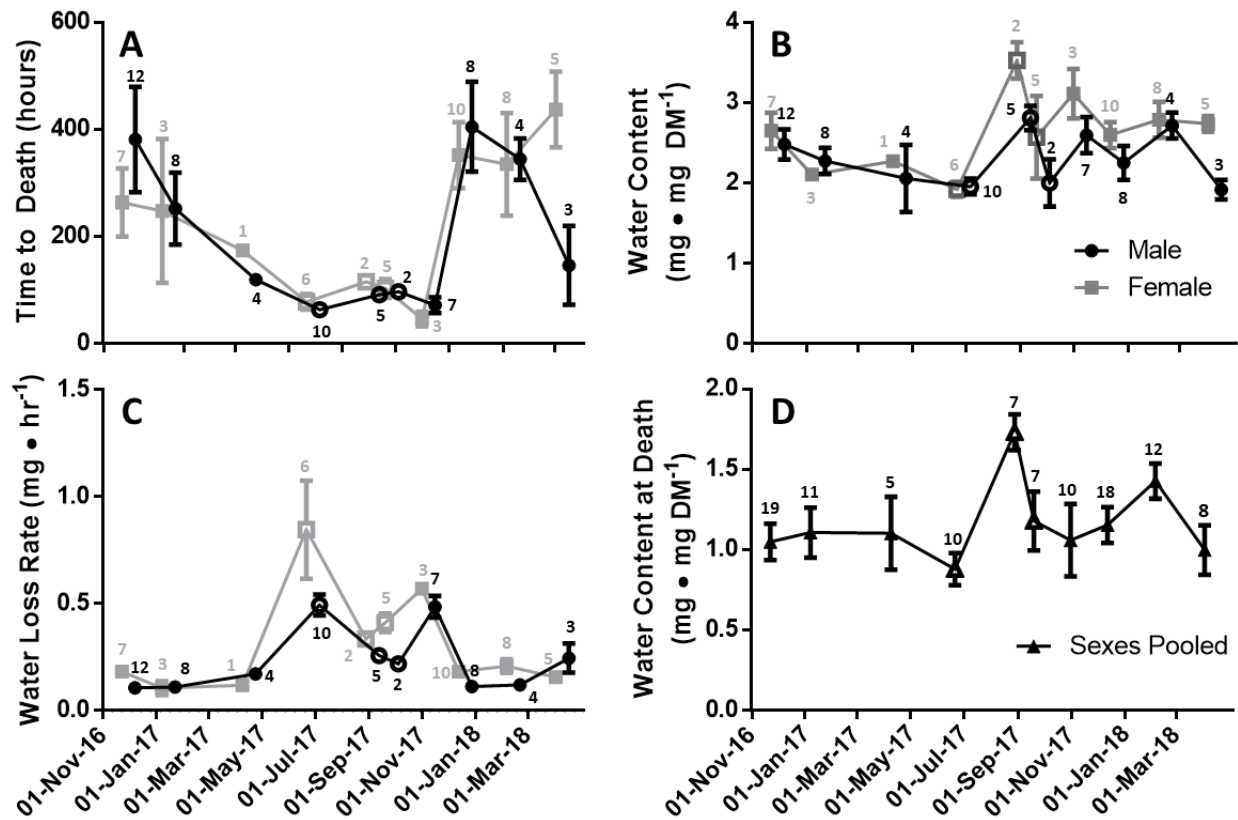 A
Time to Death (hours)
600
400
200
0
7
12
3
8
1
4
6
10
2
5
5
2
3
7
10
8
8
4
5
3
B
Water Content
(mg • mg DM⁻¹)
4
3
2
1
0
7
12
3
8
1
4
6
10
2
5
5
2
3
7
10
8
8
4
5
3
Male
Female
C
Water Loss Rate (mg • hr⁻¹)
1.5
1.0
0.5
0.0
7
12
3
8
1
4
6
10
2
5
5
2
3
7
10
8
8
4
5
3
01-Nov-16
01-Jan-17
01-Mar-17
01-May-17
01-Jul-17
01-Sep-17
01-Nov-17
01-Jan-18
01-Mar-18
D
Water Content at Death
(mg • mg DM⁻¹)
2.0
1.5
1.0
0.5
0.0
19
11
5
10
7
7
10
18
12
8
Sexes Pooled
01-Nov-16
01-Jan-17
01-Mar-17
01-May-17
01-Jul-17
01-Sep-17
01-Nov-17
01-Jan-18
01-Mar-18